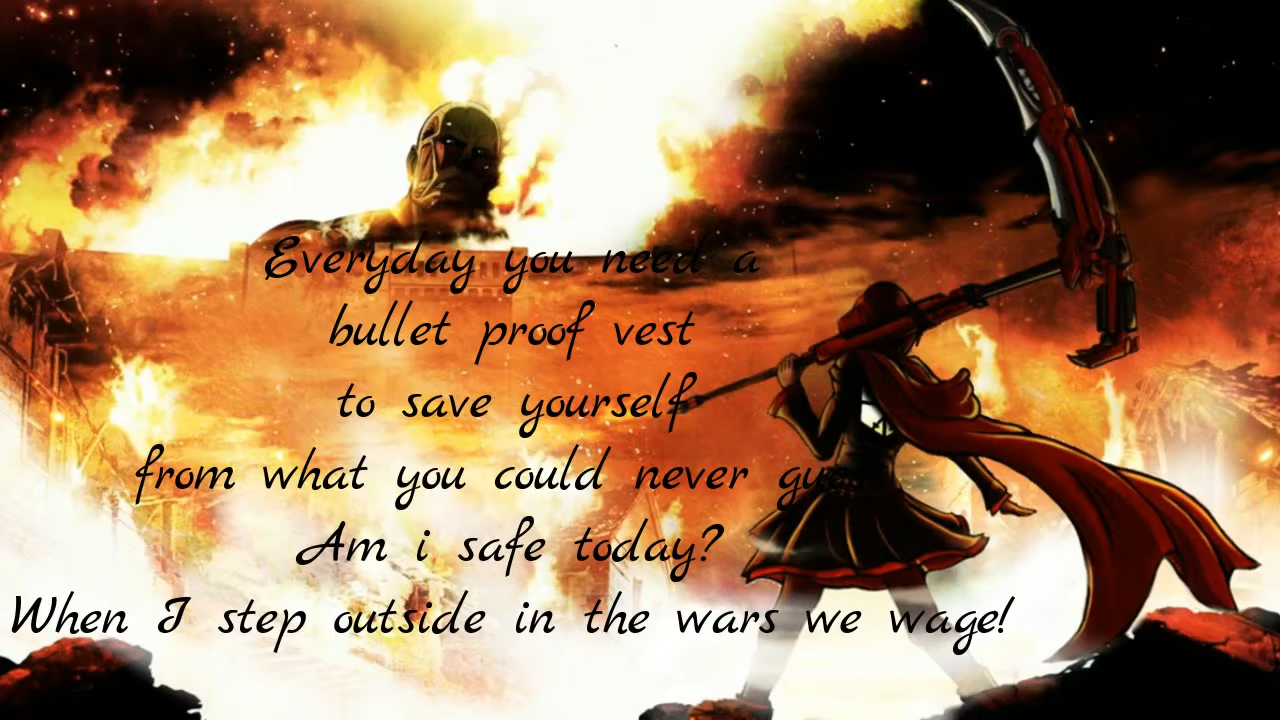 Everyday you need a
bullet proof vest
to save yourself
from what you could never
Am i safe today?
When I step outside in the wars we wage!